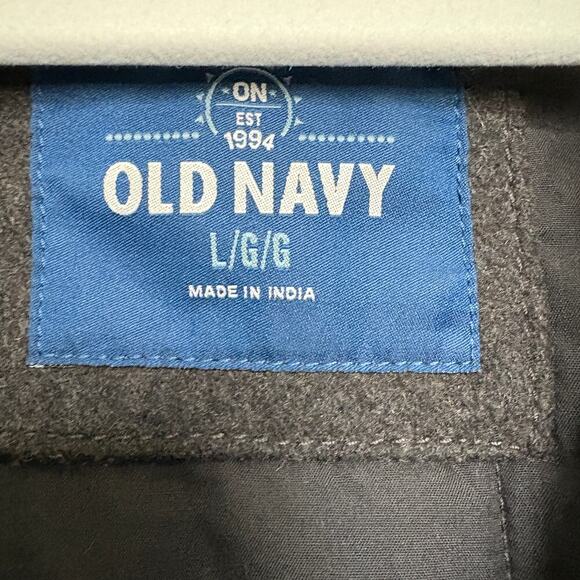 ON
EST
1994
OLD NAVY
L/G/G
MADE IN INDIA